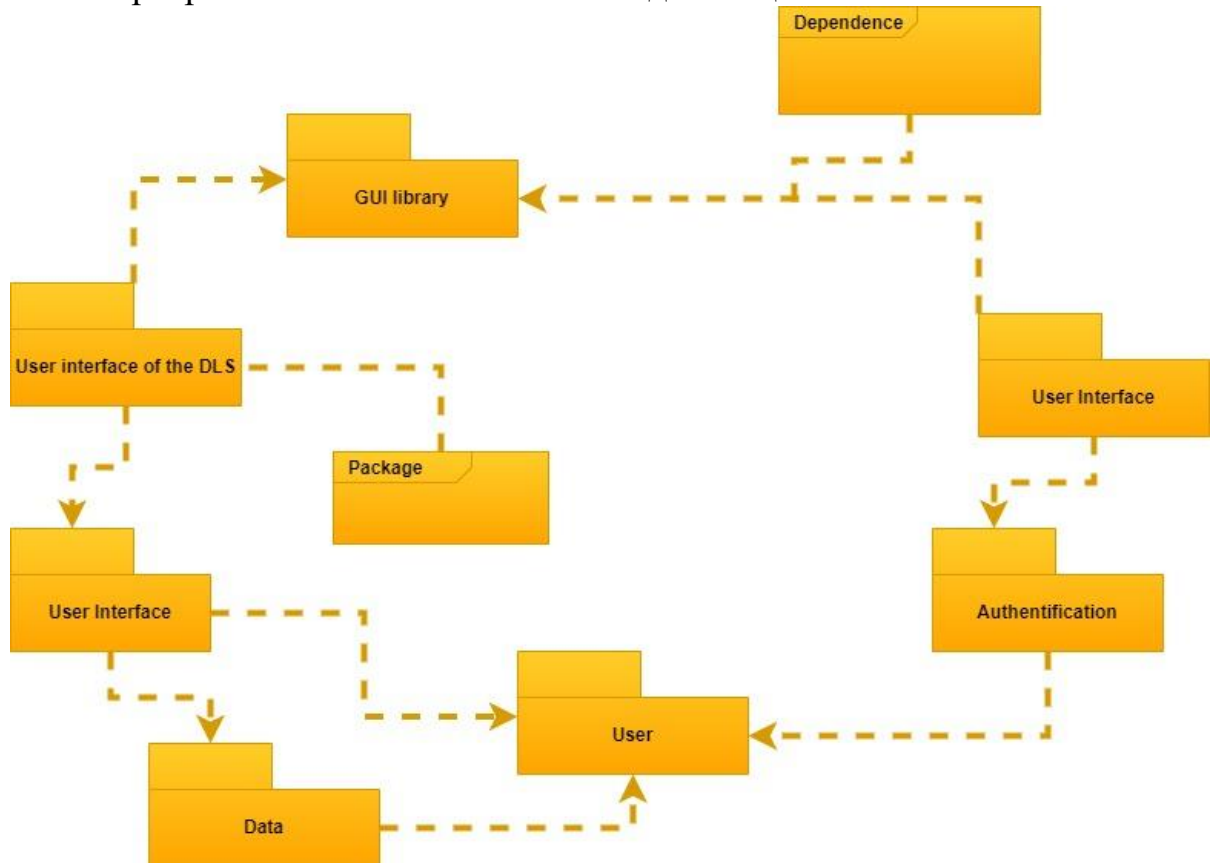 Dependence
GUI library
User interface of the DLS
User Interface
Package
User Interface
Authentification
User
Data